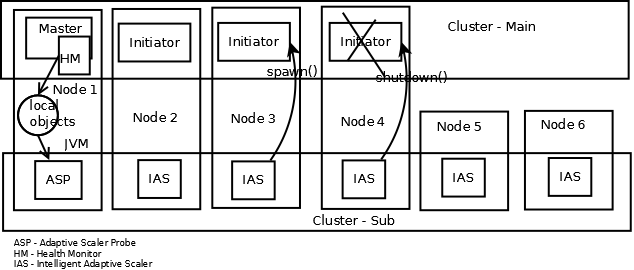 Master
HM
Initiator
Initiator
Initiator
Cluster - Main
spawn()
shutdown()
Node 1
local
objects
JVM
Node 2
Node 3
Node 4
Node 5
Node 6
ASP
IAS
IAS
IAS
IAS
IAS
Cluster - Sub
ASP - Adaptive Scaler Probe
HM - Health Monitor
IAS - Intelligent Adaptive Scaler